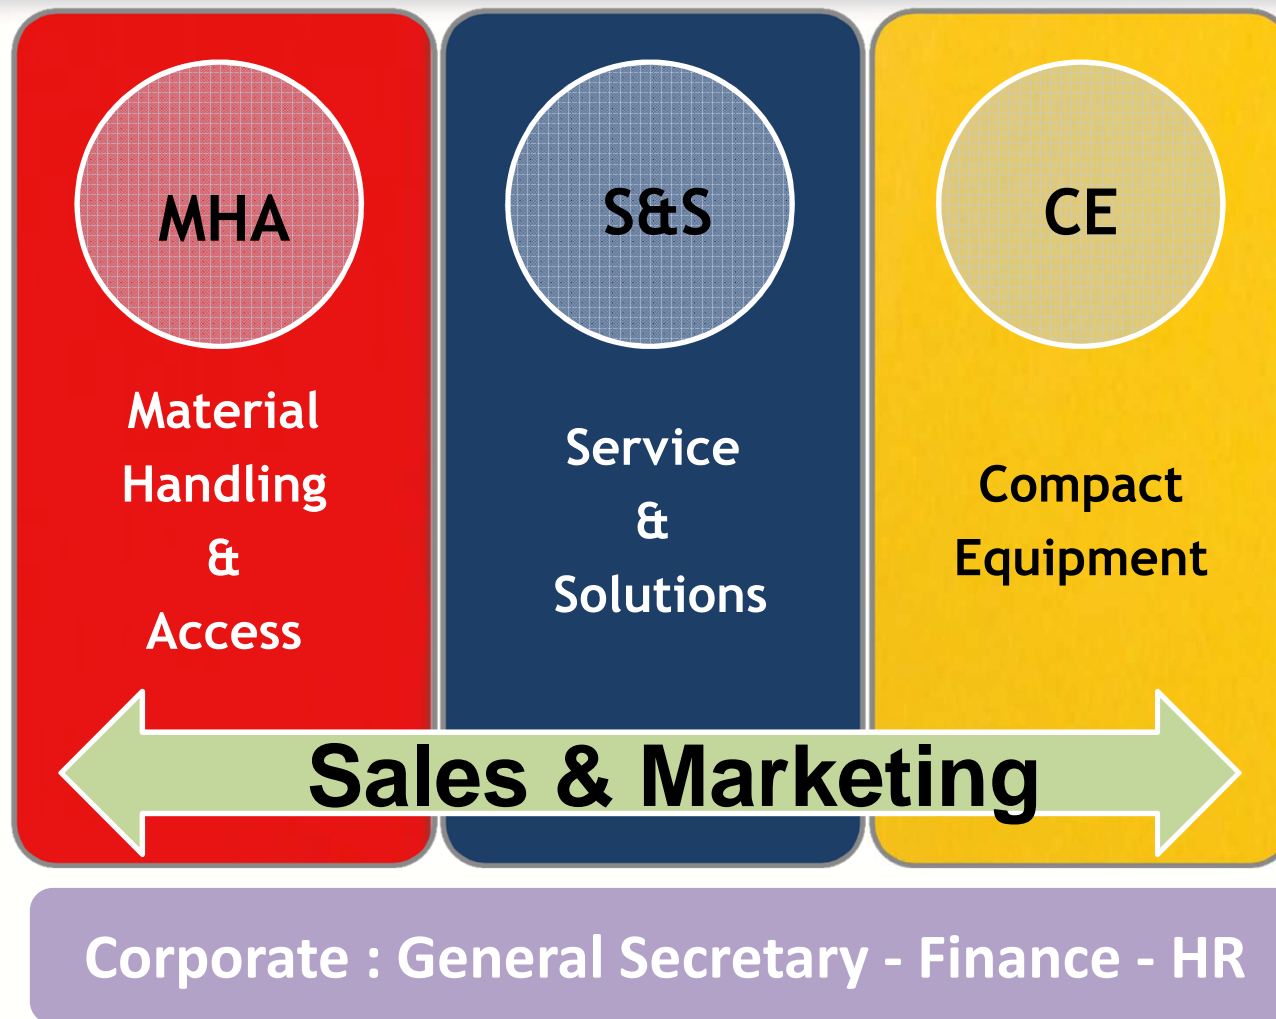 MHA
Material
Handling
&
Access
S&S
Service
&
Solutions
CE
Compact
Equipment
Sales & Marketing
Corporate : General Secretary - Finance - HR